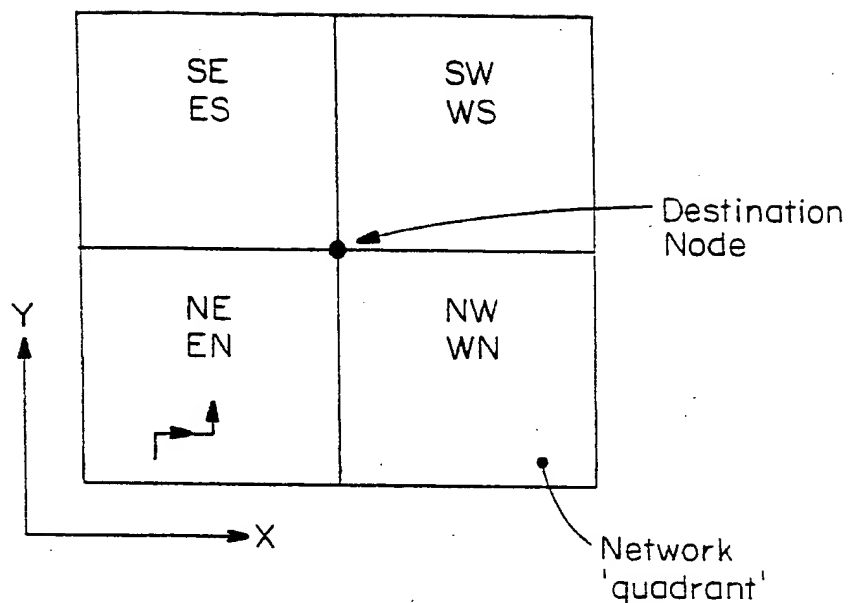 SE
ES
SW
WS
Destination
Node
NE
EN
NW
WN
Y
X
Network
'quadrant'